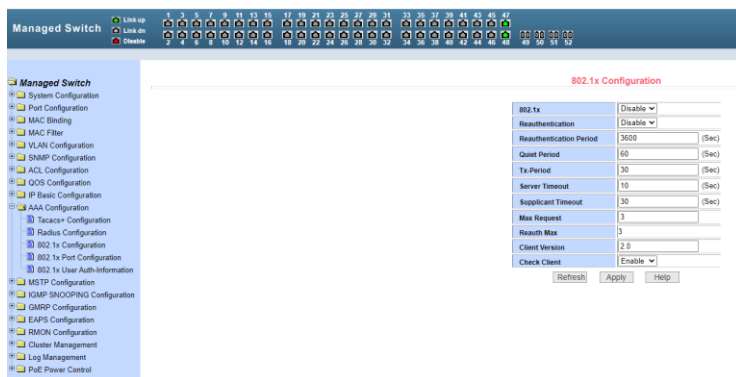 Managed Switch
Link up
Link dn
Disable
1 3 5 7 9 11 13 15 17 19 21 23 25 27 29 31 33 35 37 39 41 43 45 47
2 4 6 8 10 12 14 16 18 20 22 24 26 28 30 32 34 36 38 40 42 44 46 48 49 50 51 52
Managed Switch
System Configuration
Port Configuration
MAC Binding
MAC Filter
VLAN Configuration
SNMP Configuration
ACL Configuration
QOS Configuration
IP Basic Configuration
AAA Configuration
Tacacs+ Configuration
Radius Configuration
802.1x Configuration
802.1x Port Configuration
802.1x User Auth-Information
MSTP Configuration
IGMP SNOOPING Configuration
GMRP Configuration
EAPS Configuration
RMON Configuration
Cluster Management
Log Management
PoE Power Control
802.1x Configuration
802.1x Disable
Reauthentication Disable
Reauthentication Period 3600 (Sec)
Quiet Period 60 (Sec)
Tx-Period 30 (Sec)
Server Timeout 10 (Sec)
Supplicant Timeout 30 (Sec)
Max Request 3
Reauth Max 3
Client Version 2.0
Check Client Enable
Refresh Apply Help